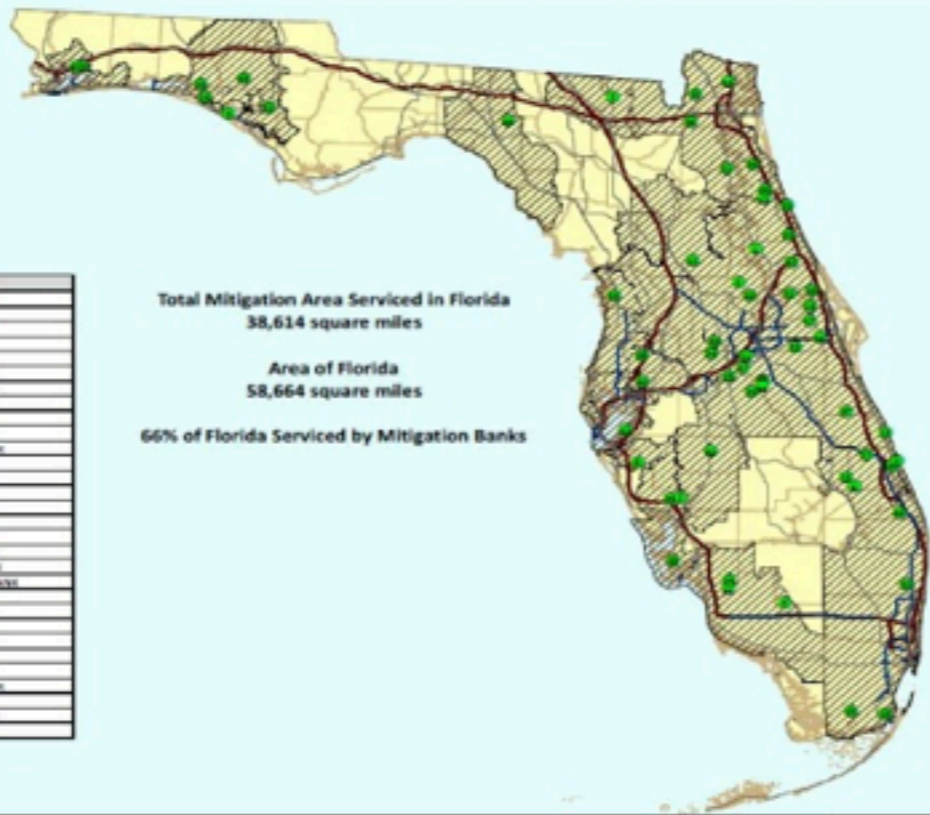 Total Mitigation Area Serviced in Florida
38,614 square miles
Area of Florida
58,664 square miles
66% of Florida Serviced by Mitigation Banks